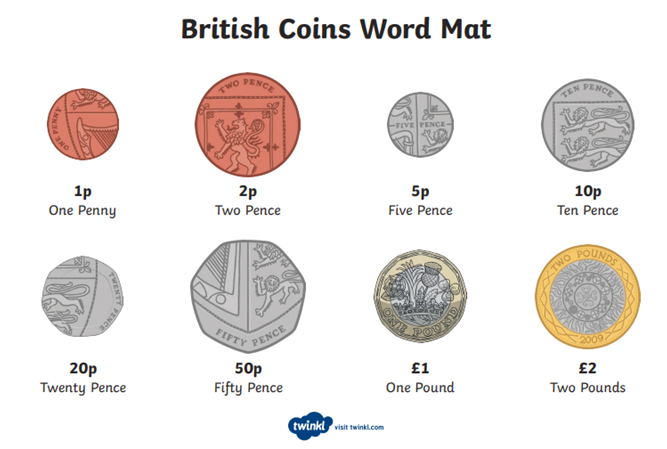 British Coins Word Mat
ONE PENNY
TWO PENCE
FIVE PENCE
TEN PENCE
1p
2p
5p
10p
One Penny
Two Pence
Five Pence
Ten Pence
TWENTY PENCE
FIFTY PENCE
ONE POUND
TWO POUNDS
2009
20p
50p
£1
£2
Twenty Pence
Fifty Pence
One Pound
Two Pounds
twinkl visit twinkl.com